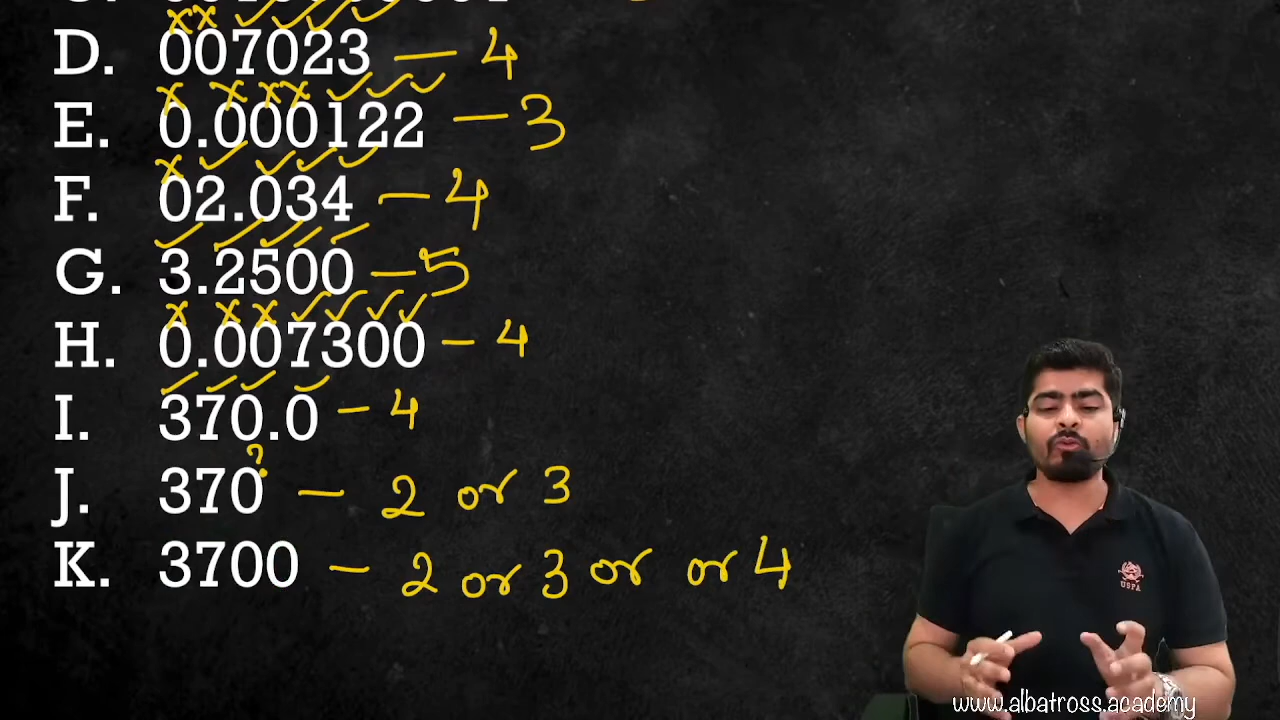 D. 007023 — 4
E. 0.000122 — 3
F. 02.034 — 4
G. 3.2500 — 5
H. 0.007300 — 4
I. 370.0 — 4
?
J. 370 — 2 or 3
K. 3700 — 2 or 3 or or 4
USPA
www.albatross.academy